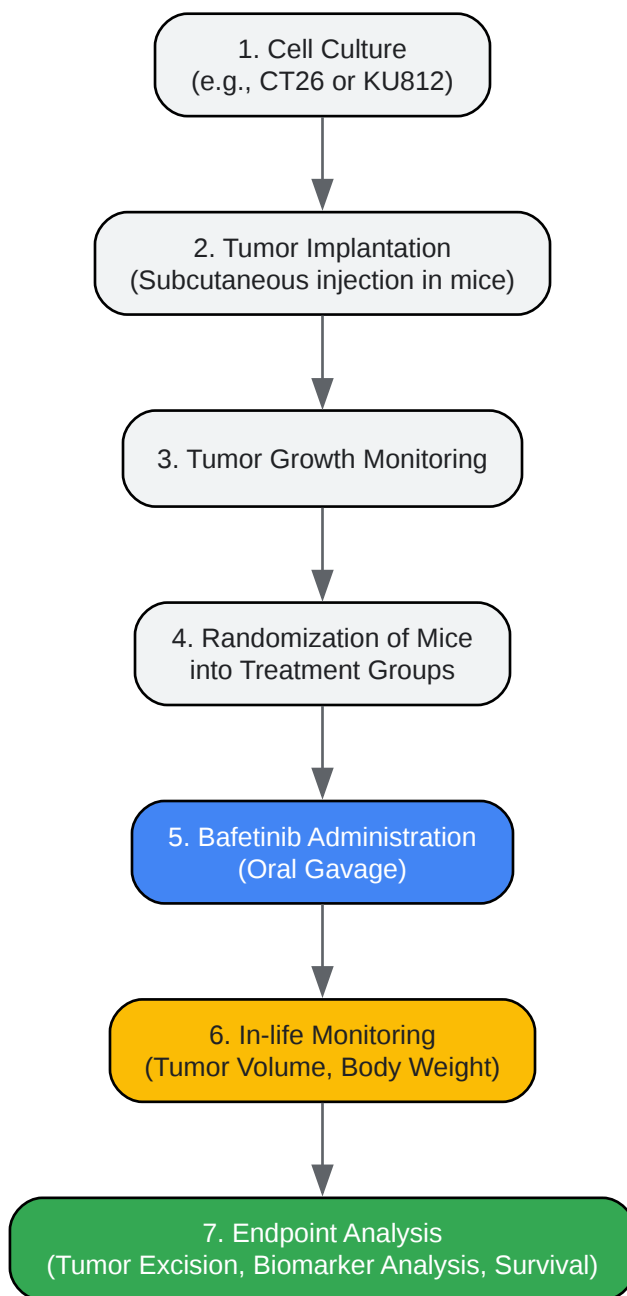 1. Cell Culture
(e.g., CT26 or KU812)
2. Tumor Implantation
(Subcutaneous injection in mice)
3. Tumor Growth Monitoring
4. Randomization of Mice
into Treatment Groups
5. Bafetinib Administration
(Oral Gavage)
6. In-life Monitoring
(Tumor Volume, Body Weight)
7. Endpoint Analysis
(Tumor Excision, Biomarker Analysis, Survival)